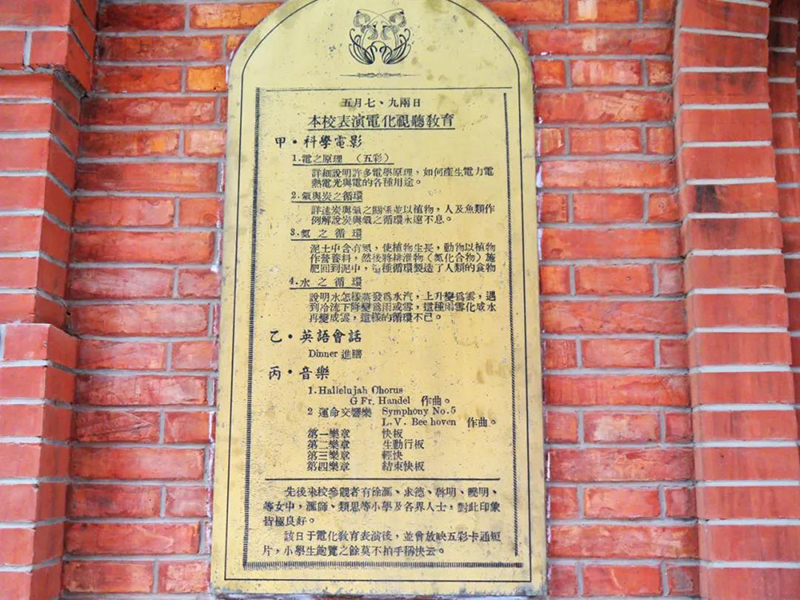 五月七、九兩日
本校表演電化視聽敎育
甲・科學電影
1.電之原理 （五彩）
詳細說明許多電學原理，如何產生電力電
熱電光與電的各種用途。
2.氧與炭之循環
詳述炭與氧之關係並以植物，人及魚類作
例解說炭與氧之循環永遠不息。
3.氮之循環
泥土中含有氮，使植物生長，動物以植物
作營養料，然後將排泄物（氮化合物）施
肥回到泥中，這種循環製造了人類的食物
4.水之循環
說明水怎樣蒸發爲水汽，上升變爲雲，遇
到冷流下降變爲雨或雪，這種雨雪化成水
再變成雲，這樣的循環不已。
乙・英語會話
Dinner 進膳
丙・音樂
1.Hallelujah Chorus
G Fr. Handel 作曲。
2 運命交響樂 Symphony No.5
L.V. Bee hoven 作曲。
第一樂章 快板
第二樂章 生動行板
第三樂章 輕快
第四樂章 結束快板
先後來校參觀者有徐滙、求德、啓明、曉明、
等女中，滙師、類思等小學及各界人士，對此印象
皆極良好。
該日于電化敎育表演後，並會放映五彩卡通短
片，小學生飽覽之餘莫不拍手稱快云。